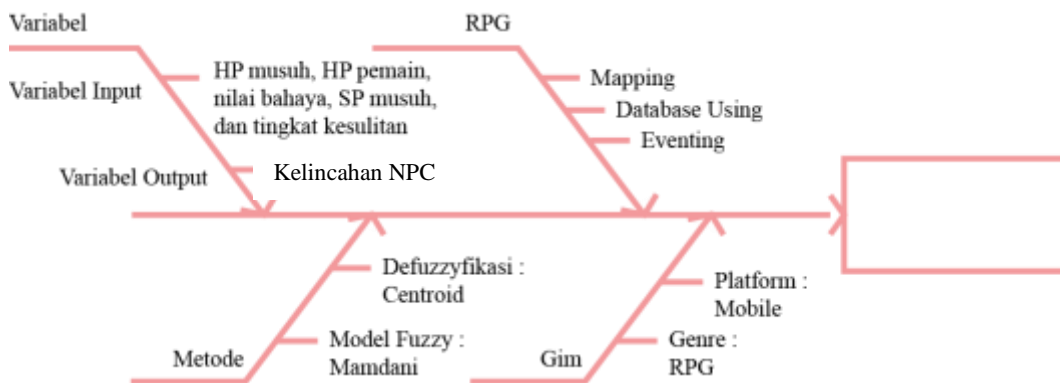 Variabel
RPG
Variabel Input
HP musuh, HP pemain,
nilai bahaya, SP musuh,
dan tingkat kesulitan
Mapping
Database Using
Eventing
Variabel Output
Kelincahan NPC
Defuzzyfikasi :
Centroid
Platform :
Mobile
Metode
Model Fuzzy :
Mamdani
Gim
Genre :
RPG